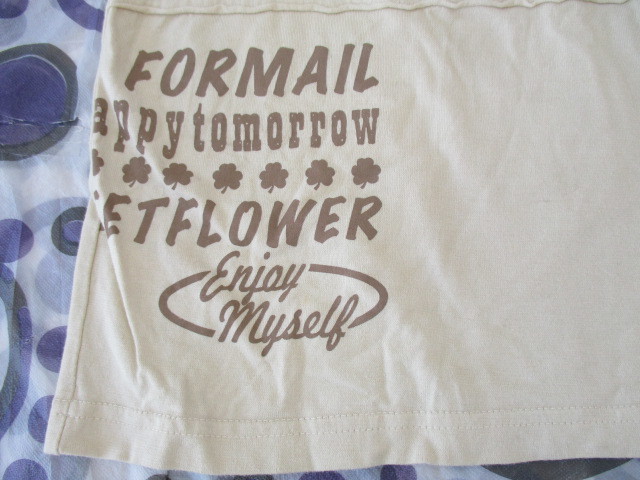 FORMAIL
appytomorrow
ETFLOWER
Enjoy
Myself